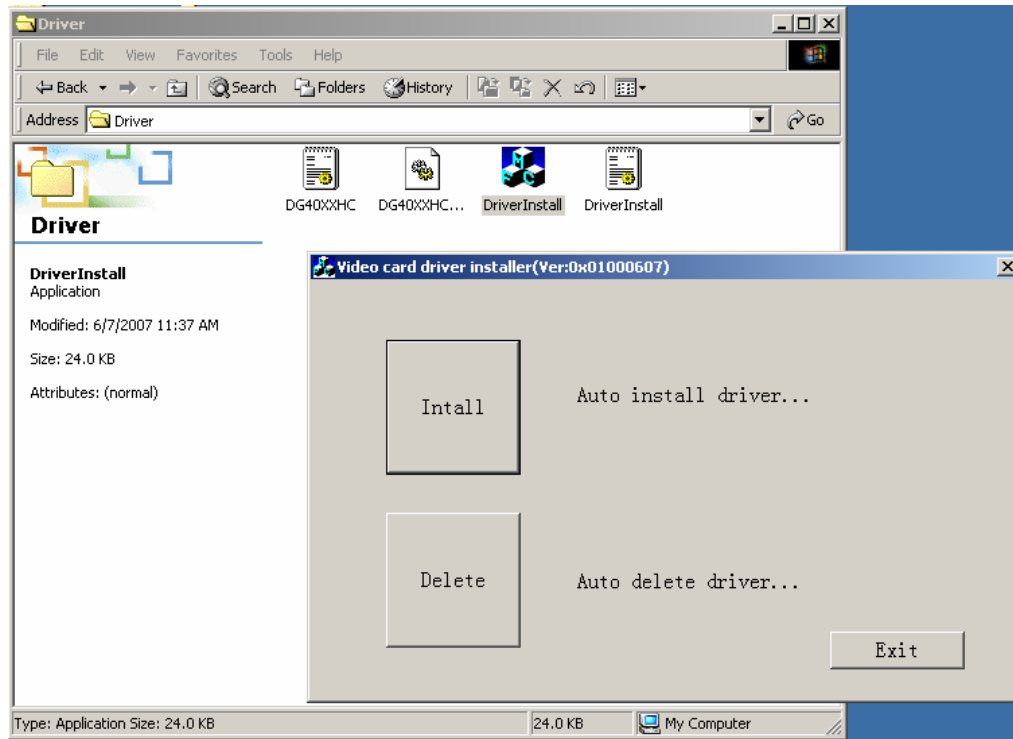 Driver
File Edit View Favorites Tools Help
Back Search Folders History
Address Driver Go
DG40XXHC DG40XXHC... DriverInstall DriverInstall
Driver
DriverInstall
Application
Modified: 6/7/2007 11:37 AM
Size: 24.0 KB
Attributes: (normal)
Video card driver installer(Ver:0x01000607)
Intall Auto install driver...
Delete Auto delete driver...
Exit
Type: Application Size: 24.0 KB 24.0 KB My Computer